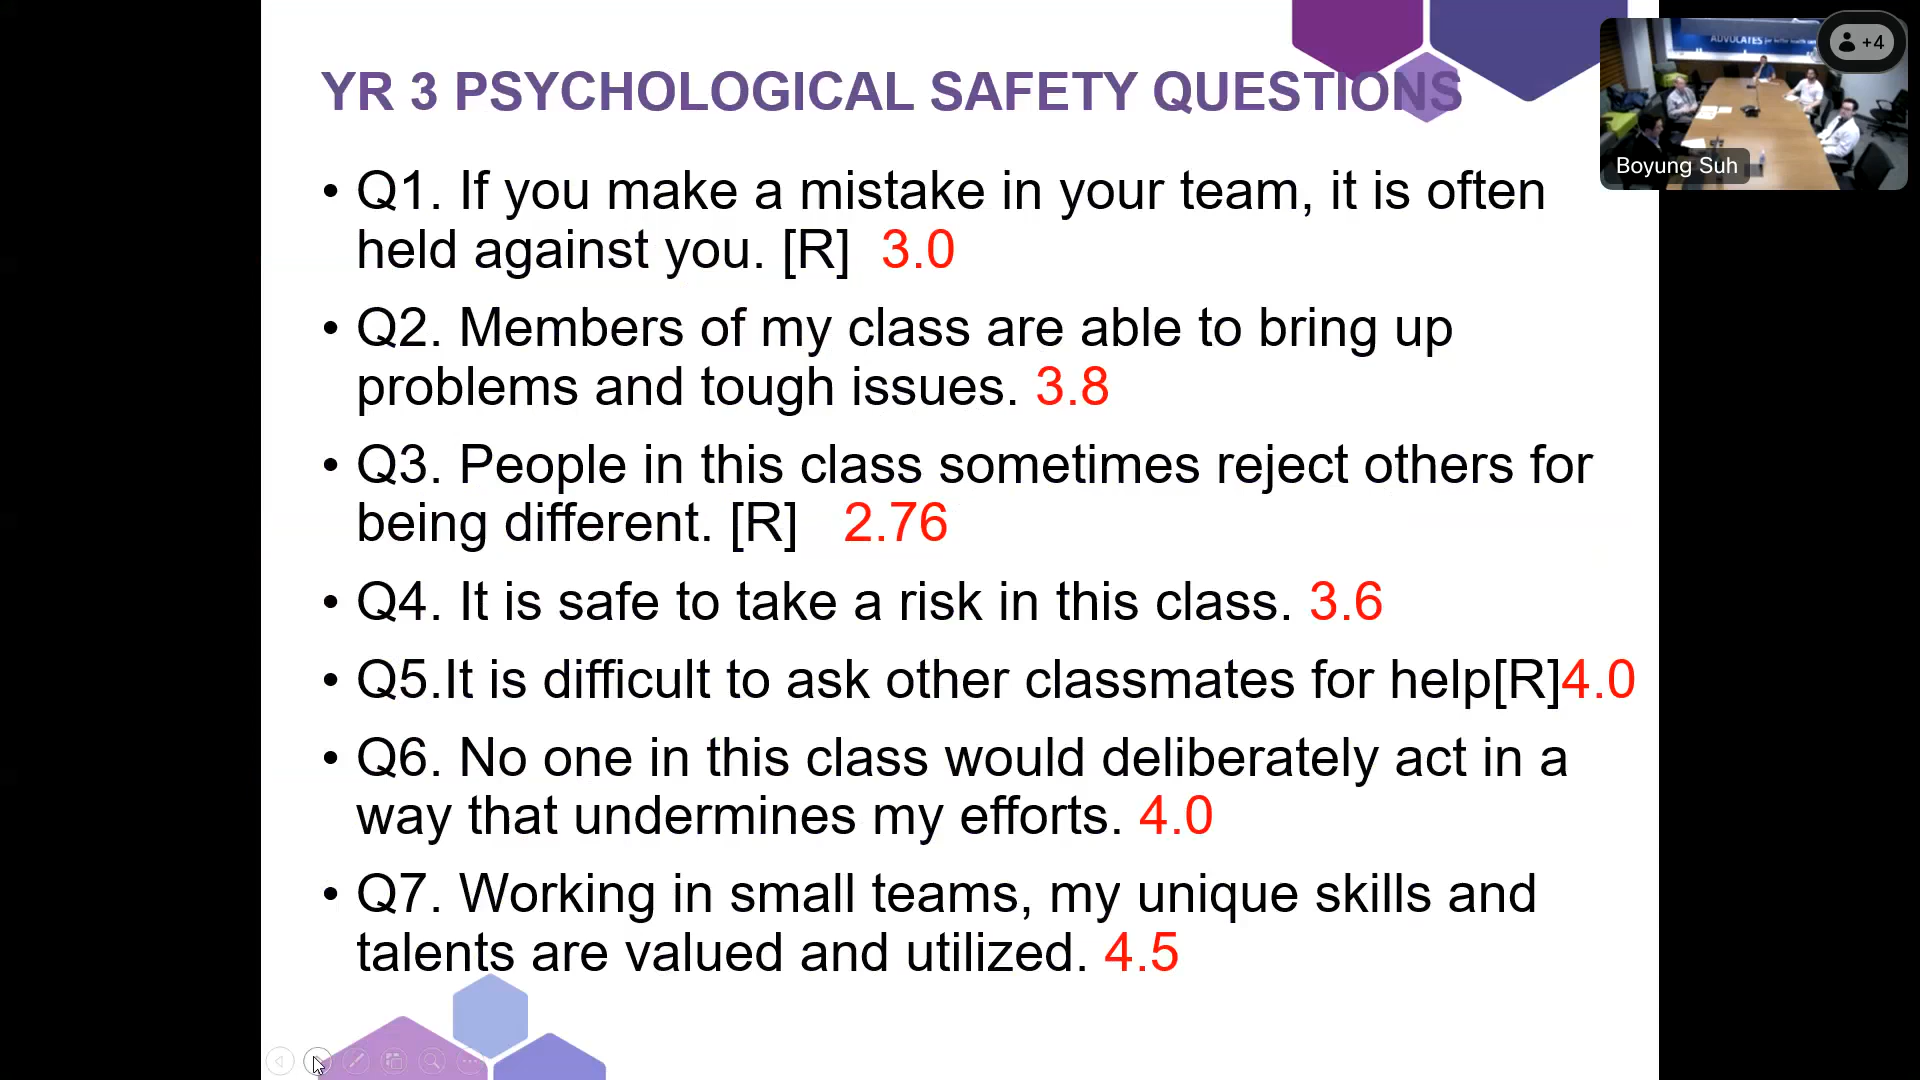 YR 3 PSYCHOLOGICAL SAFETY QUESTIONS
• Q1. If you make a mistake in your team, it is often
held against you. [R] 3.0
• Q2. Members of my class are able to bring up
problems and tough issues. 3.8
• Q3. People in this class sometimes reject others for
being different. [R] 2.76
• Q4. It is safe to take a risk in this class. 3.6
• Q5.It is difficult to ask other classmates for help[R]4.0
• Q6. No one in this class would deliberately act in a
way that undermines my efforts. 4.0
• Q7. Working in small teams, my unique skills and
talents are valued and utilized. 4.5
+4
ADVOCATES
Boyung Suh